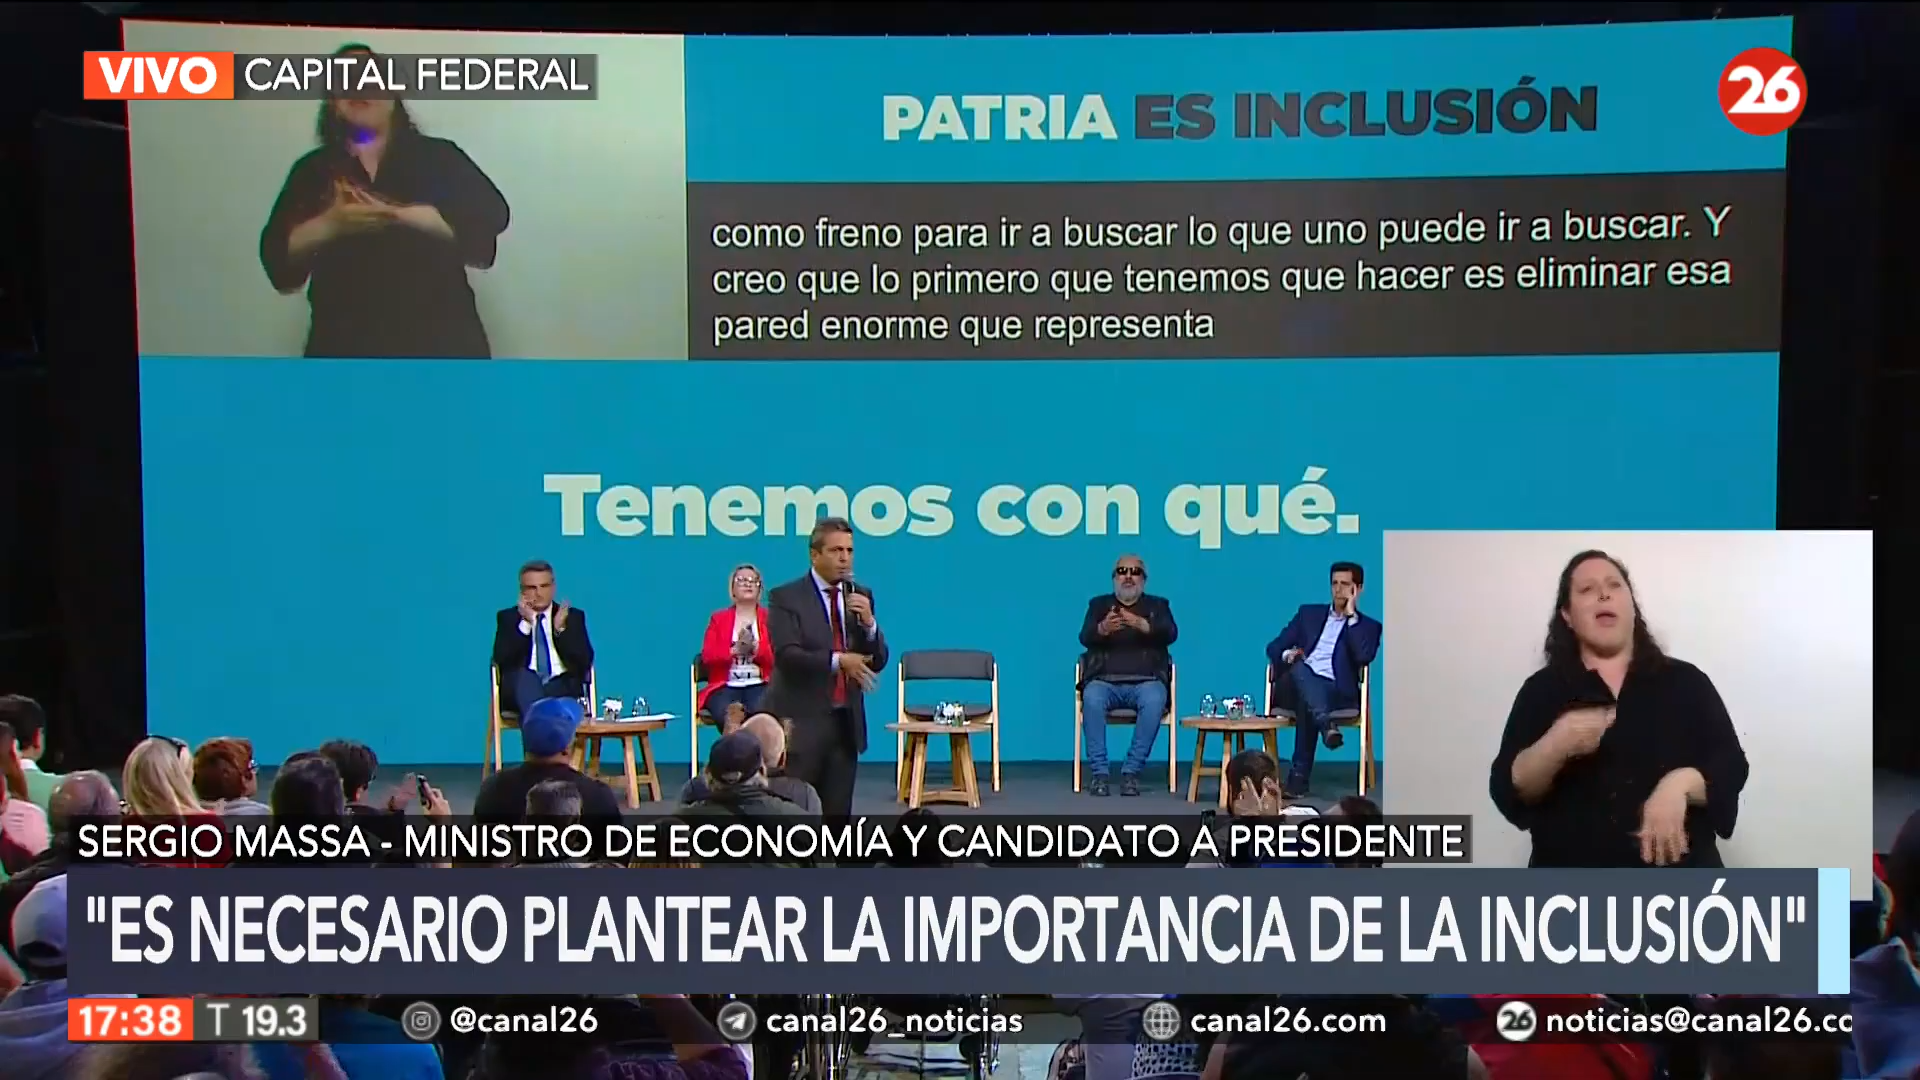 VIVO CAPITAL FEDERAL
26
PATRIA ES INCLUSIÓN
como freno para ir a buscar lo que uno puede ir a buscar. Y
creo que lo primero que tenemos que hacer es eliminar esa
pared enorme que representa
Tenemos con qué.
SERGIO MASSA - MINISTRO DE ECONOMÍA Y CANDIDATO A PRESIDENTE
"ES NECESARIO PLANTEAR LA IMPORTANCIA DE LA INCLUSIÓN"
17:38 T 19.3 @canal26 canal26_noticias canal26.com 26 noticias@canal26.co